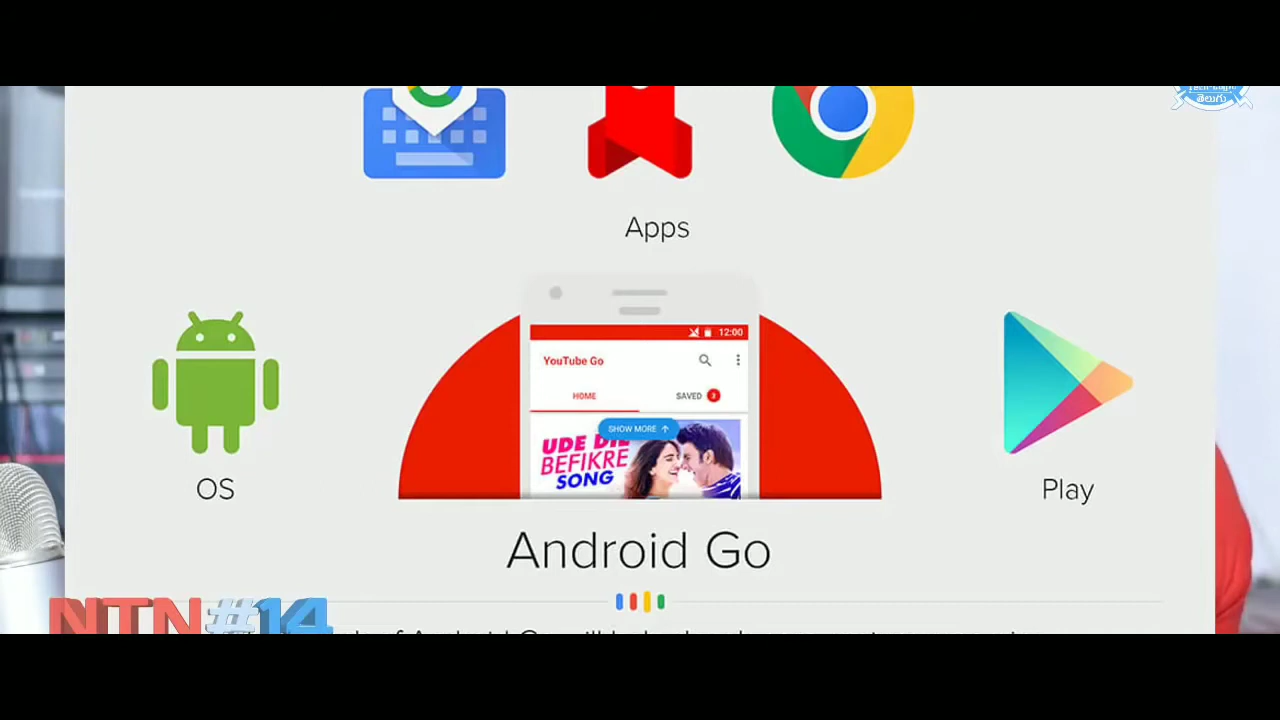 తెలుగు
Apps
12:00
YouTube Go
HOME
SAVED 3
SHOW MORE
UDE DIL
BEFIKRE
SONG
OS
Play
Android Go
NTN#14